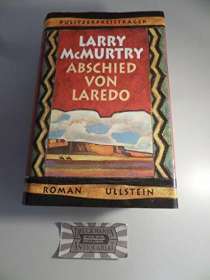 PULITZERPREISTRÄGER
LARRY
McMURTRY
ABSCHIED
VON
LAREDO
ROMAN ULLSTEIN